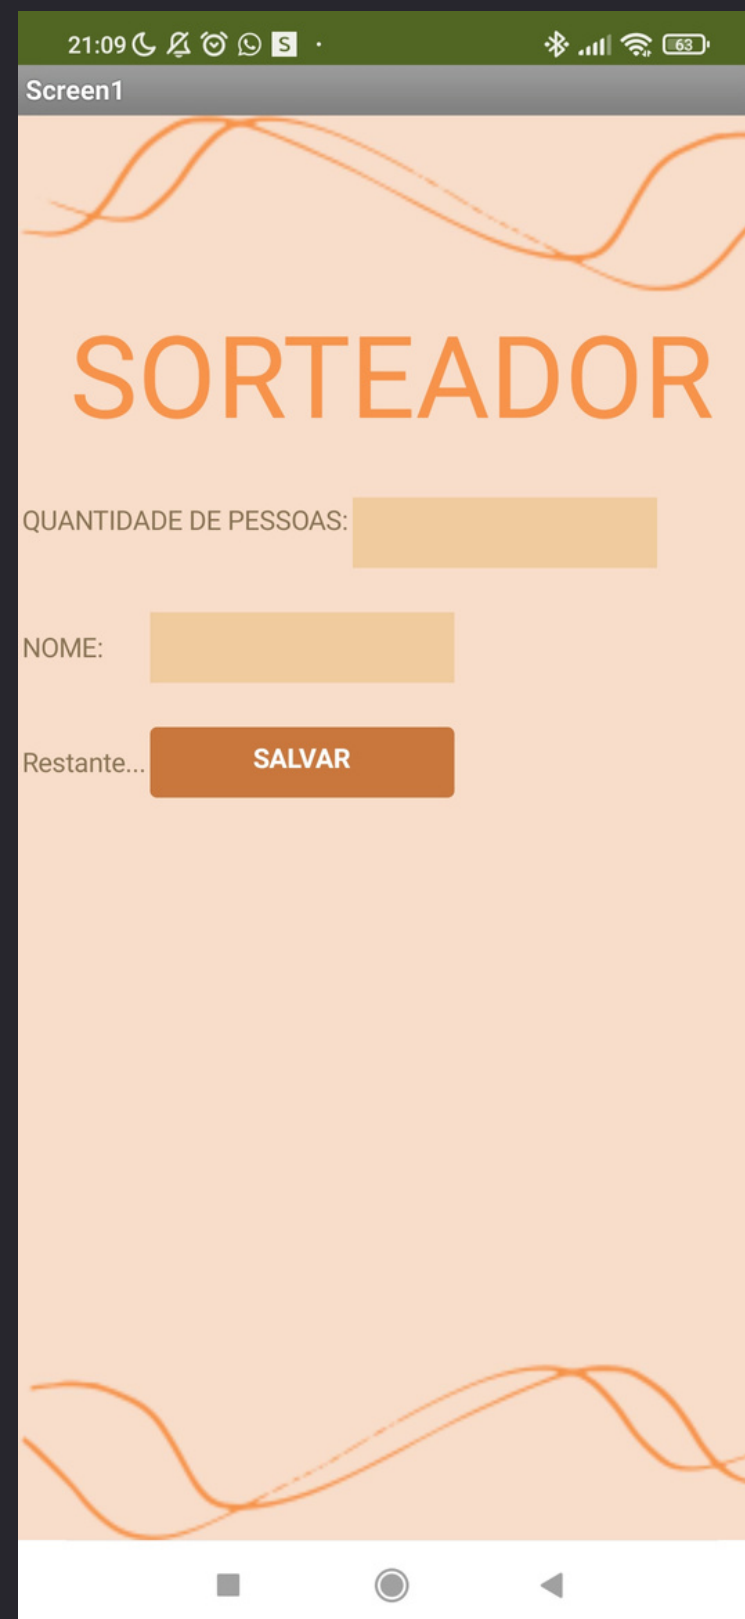 21:09 S
63
Screen1
SORTEADOR
QUANTIDADE DE PESSOAS:
NOME:
Restante... SALVAR